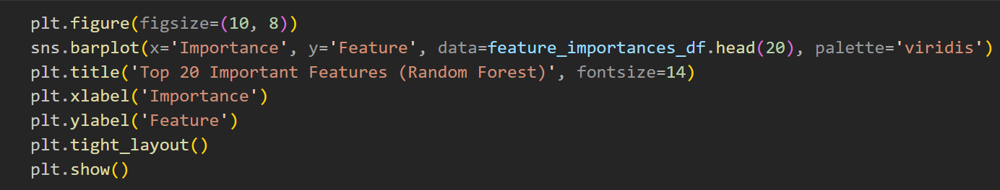 plt.figure(figsize=(10, 8))
sns.barplot(x='Importance', y='Feature', data=feature_importances_df.head(20), palette='viridis')
plt.title('Top 20 Important Features (Random Forest)', fontsize=14)
plt.xlabel('Importance')
plt.ylabel('Feature')
plt.tight_layout()
plt.show()